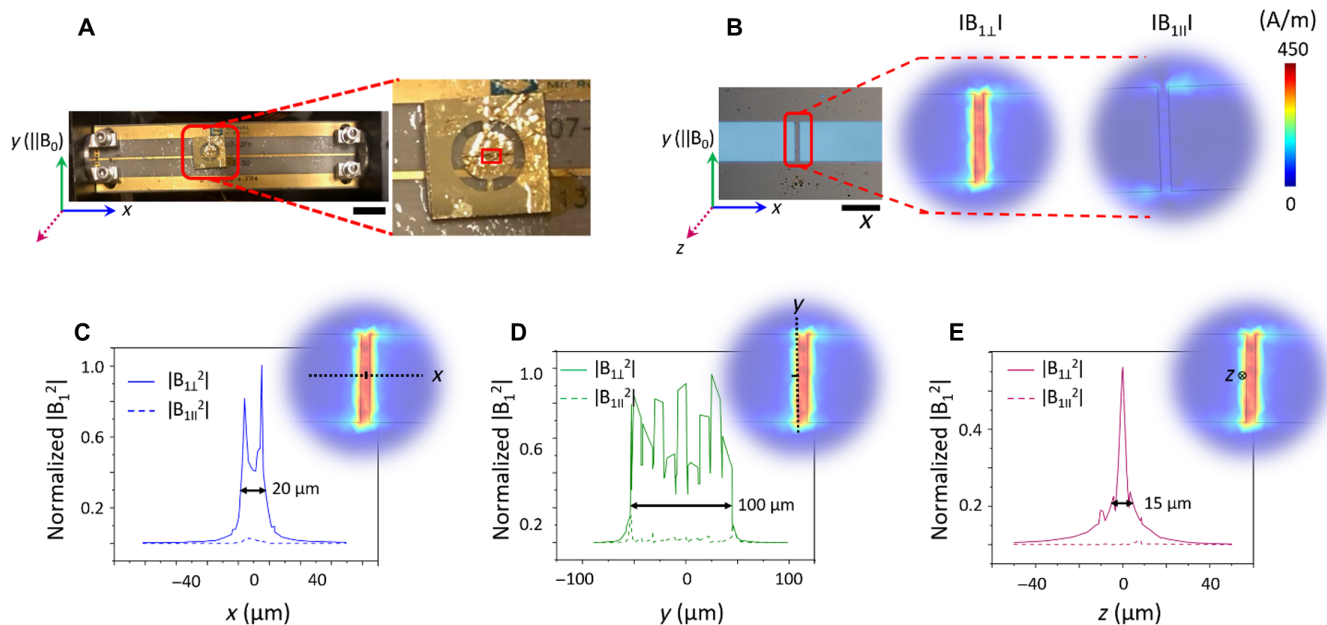 A
y (||B₀)
x
07-
13
B
y (||B₀)
x
z
X
|B₁⊥|
|B₁||||
(A/m)
450
0
C
Normalized |B₁²|
1.0
0.6
0.2
|B₁⊥²|
|B₁||²|
20 µm
x
−40
0
40
x (µm)
D
Normalized |B₁²|
1.0
0.6
0.2
|B₁⊥²|
|B₁||²|
100 µm
y
−100
0
100
y (µm)
E
Normalized |B₁²|
0.4
0.2
|B₁⊥²|
|B₁||²|
15 µm
z
−40
0
40
z (µm)